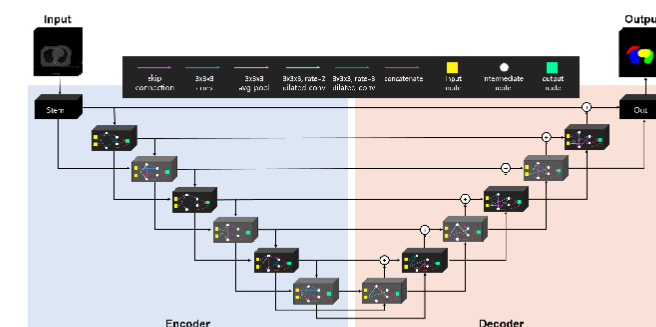 Input
Outpu
skip
connection
3x3x3
conv
3x3x3
avg pool
3x3x3, rate=2
dilated conv
3x3x3, rate=3
dilated conv
concatenate
input
node
intermediate
node
output
node
Stem
Out
Encoder
Decoder